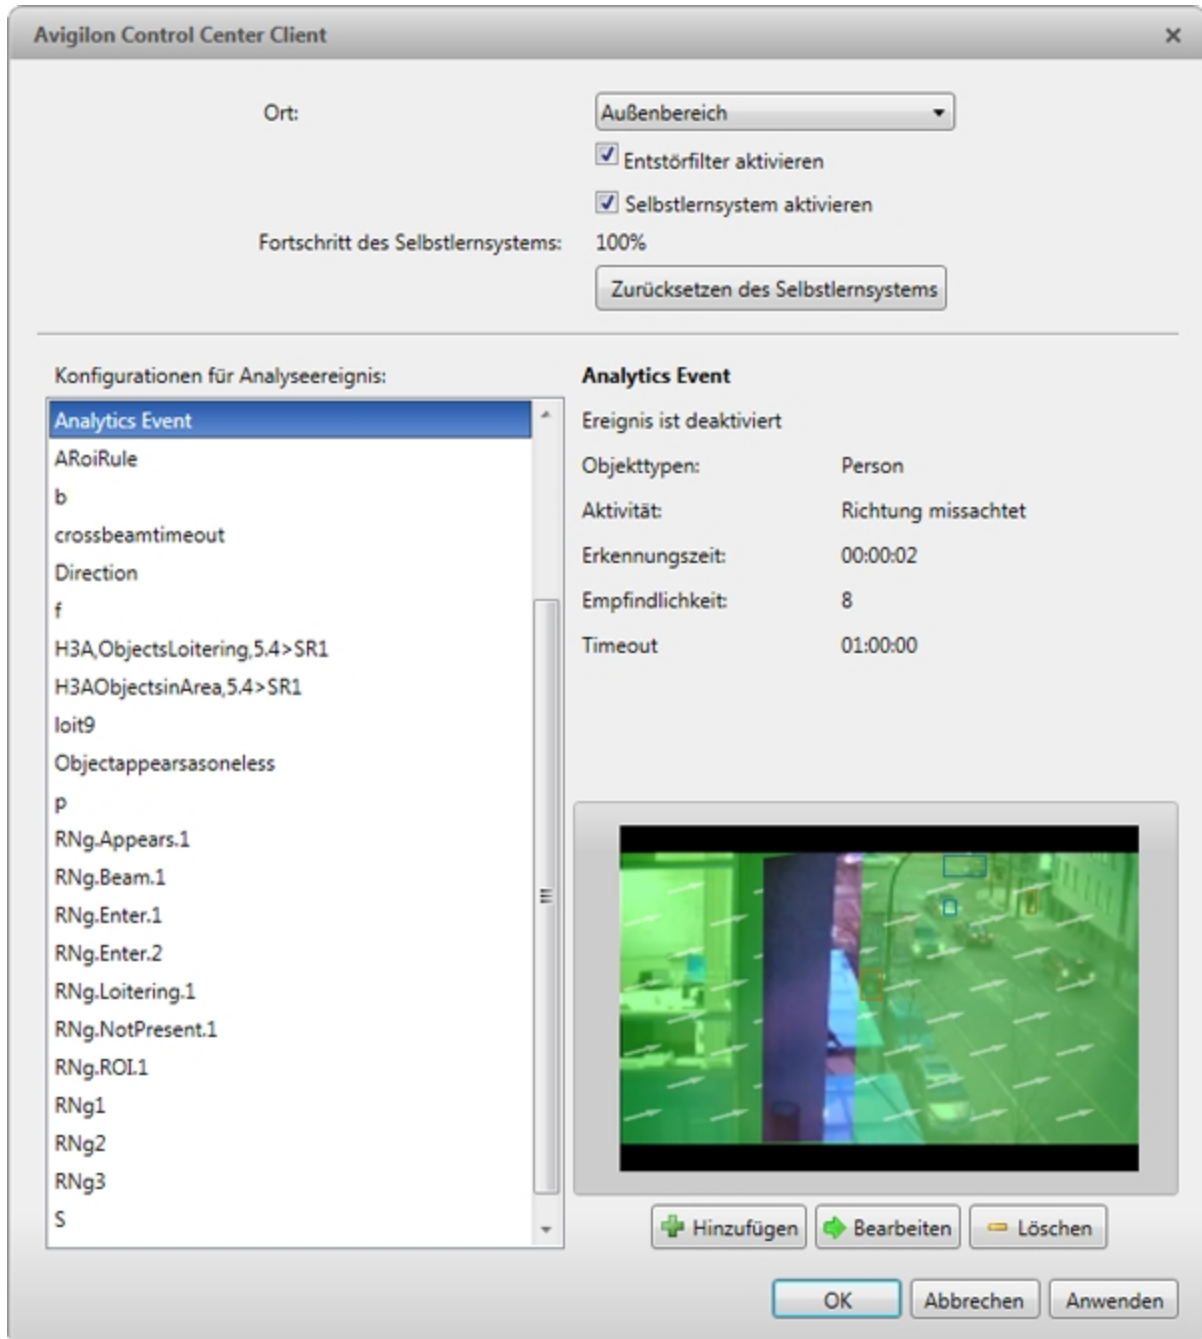 Avigilon Control Center Client
Ort:
Außenbereich
Entstörfilter aktivieren
Selbstlernsystem aktivieren
Fortschritt des Selbstlernsystems:
100%
Zurücksetzen des Selbstlernsystems
Konfigurationen für Analyseereignis:
Analytics Event
ARoiRule
b
crossbeamtimeout
Direction
f
H3A,ObjectsLoitering,5.4>SR1
H3AObjectsinArea,5.4>SR1
loit9
Objectappearsasoneless
p
RNg.Appears.1
RNg.Beam.1
RNg.Enter.1
RNg.Enter.2
RNg.Loitering.1
RNg.NotPresent.1
RNg.ROI.1
RNg1
RNg2
RNg3
S
Analytics Event
Ereignis ist deaktiviert
Objekttypen: Person
Aktivität: Richtung missachtet
Erkennungszeit: 00:00:02
Empfindlichkeit: 8
Timeout 01:00:00
Hinzufügen
Bearbeiten
Löschen
OK
Abbrechen
Anwenden